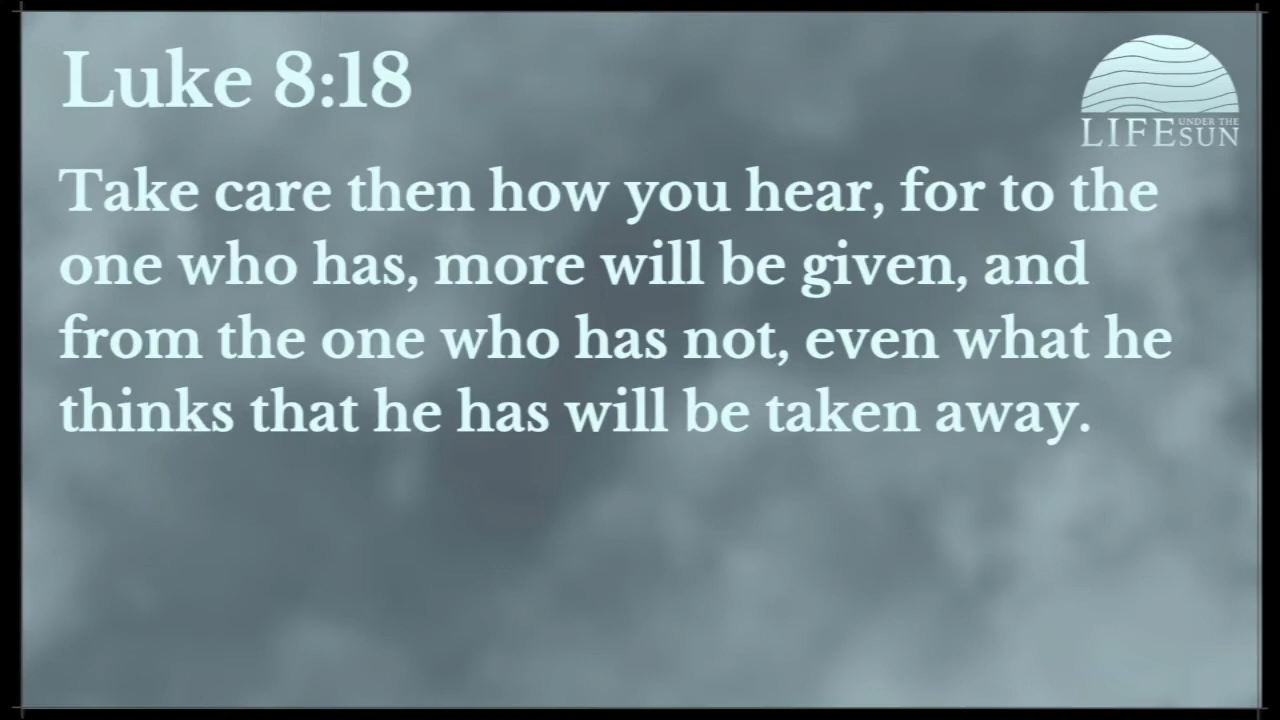 Luke 8:18
LIFE UNDER THE SUN
Take care then how you hear, for to the
one who has, more will be given, and
from the one who has not, even what he
thinks that he has will be taken away.